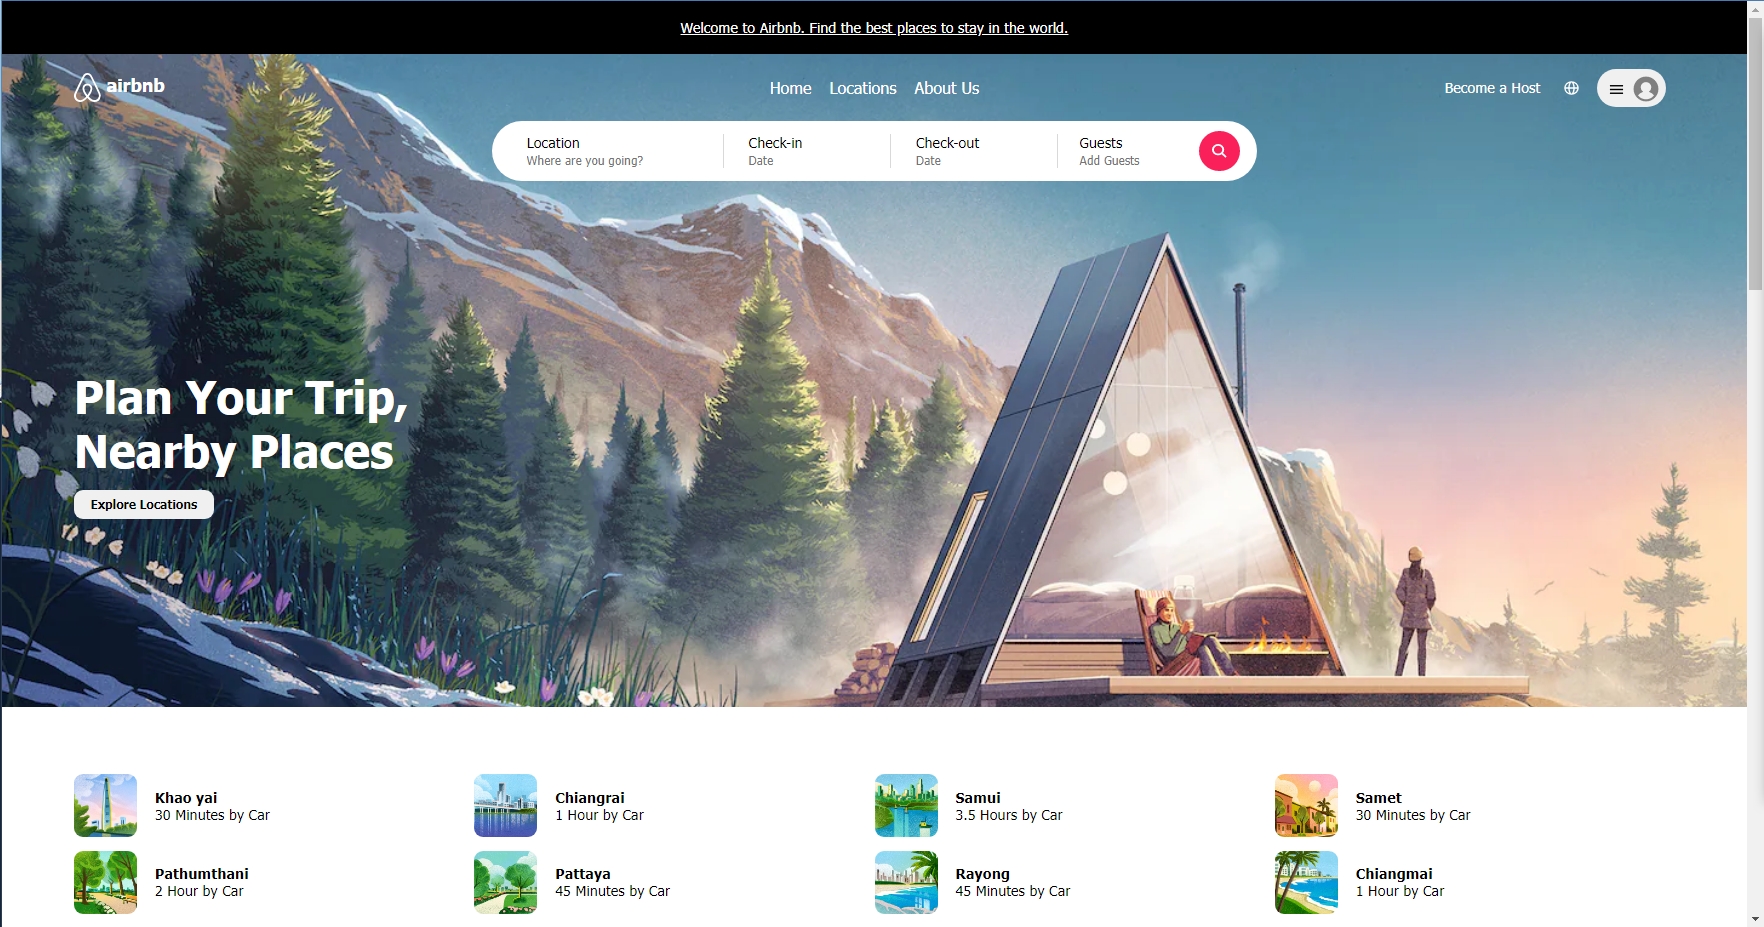 Welcome to Airbnb. Find the best places to stay in the world.
airbnb
Home Locations About Us
Become a Host
Location Check-in Check-out Guests
Where are you going? Date Date Add Guests
Plan Your Trip,
Nearby Places
Explore Locations
Khao yai
30 Minutes by Car
Chiangrai
1 Hour by Car
Samui
3.5 Hours by Car
Samet
30 Minutes by Car
Pathumthani
2 Hour by Car
Pattaya
45 Minutes by Car
Rayong
45 Minutes by Car
Chiangmai
1 Hour by Car